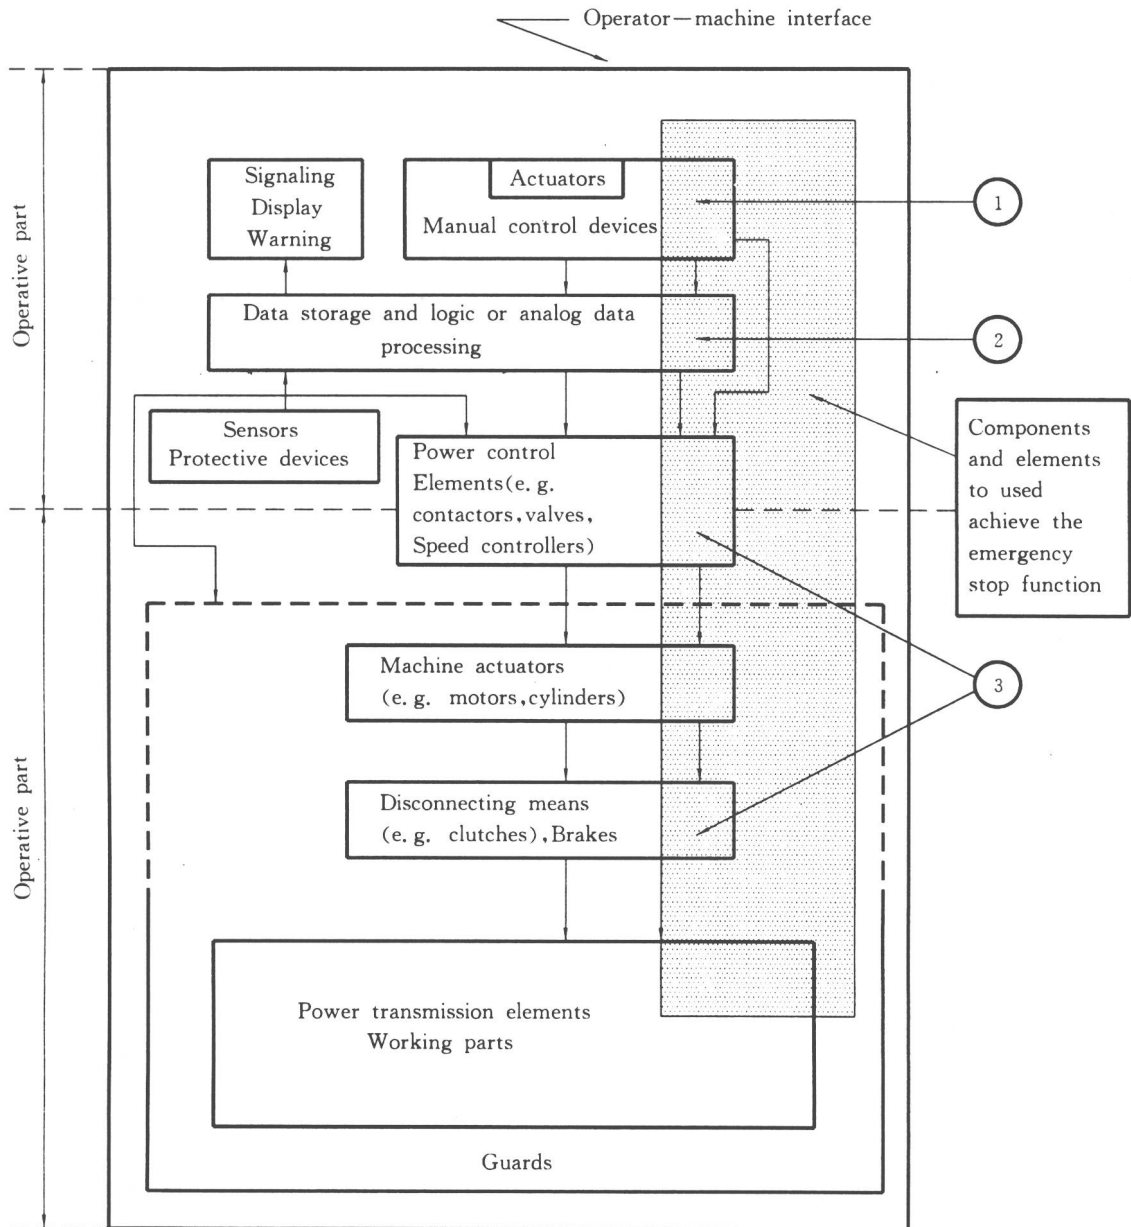 Operator—machine interface
Operative part
Signaling
Display
Warning
Actuators
Manual control devices
1
Data storage and logic or analog data
processing
2
Sensors
Protective devices
Power control
Elements(e.g.
contactors,valves,
Speed controllers)
Components
and elements
to used
achieve the
emergency
stop function
Machine actuators
(e.g. motors,cylinders)
3
Operative part
Disconnecting means
(e.g. clutches),Brakes
Power transmission elements
Working parts
Guards